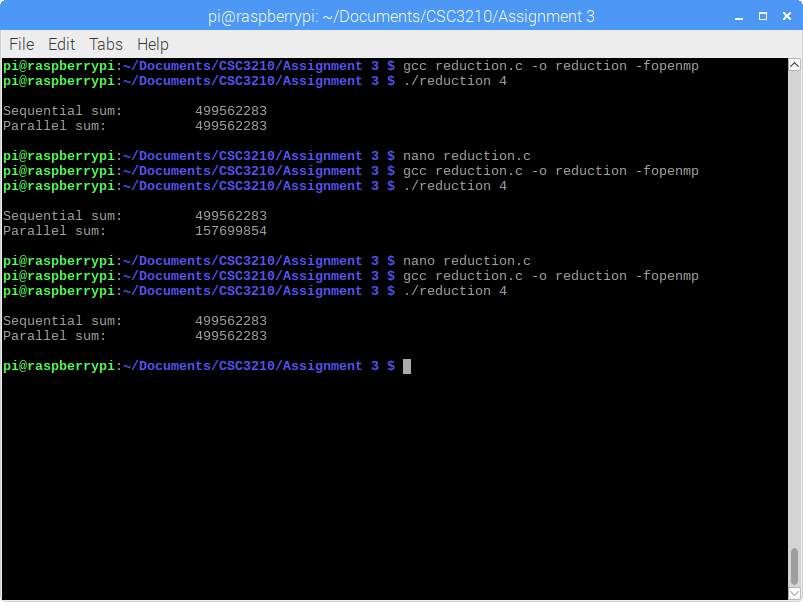 pi@raspberrypi: ~/Documents/CSC3210/Assignment 3
File Edit Tabs Help
pi@raspberrypi:~/Documents/CSC3210/Assignment 3 $ gcc reduction.c -o reduction -fopenmp
pi@raspberrypi:~/Documents/CSC3210/Assignment 3 $ ./reduction 4
Sequential sum: 499562283
Parallel sum: 499562283
pi@raspberrypi:~/Documents/CSC3210/Assignment 3 $ nano reduction.c
pi@raspberrypi:~/Documents/CSC3210/Assignment 3 $ gcc reduction.c -o reduction -fopenmp
pi@raspberrypi:~/Documents/CSC3210/Assignment 3 $ ./reduction 4
Sequential sum: 499562283
Parallel sum: 157699854
pi@raspberrypi:~/Documents/CSC3210/Assignment 3 $ nano reduction.c
pi@raspberrypi:~/Documents/CSC3210/Assignment 3 $ gcc reduction.c -o reduction -fopenmp
pi@raspberrypi:~/Documents/CSC3210/Assignment 3 $ ./reduction 4
Sequential sum: 499562283
Parallel sum: 499562283
pi@raspberrypi:~/Documents/CSC3210/Assignment 3 $